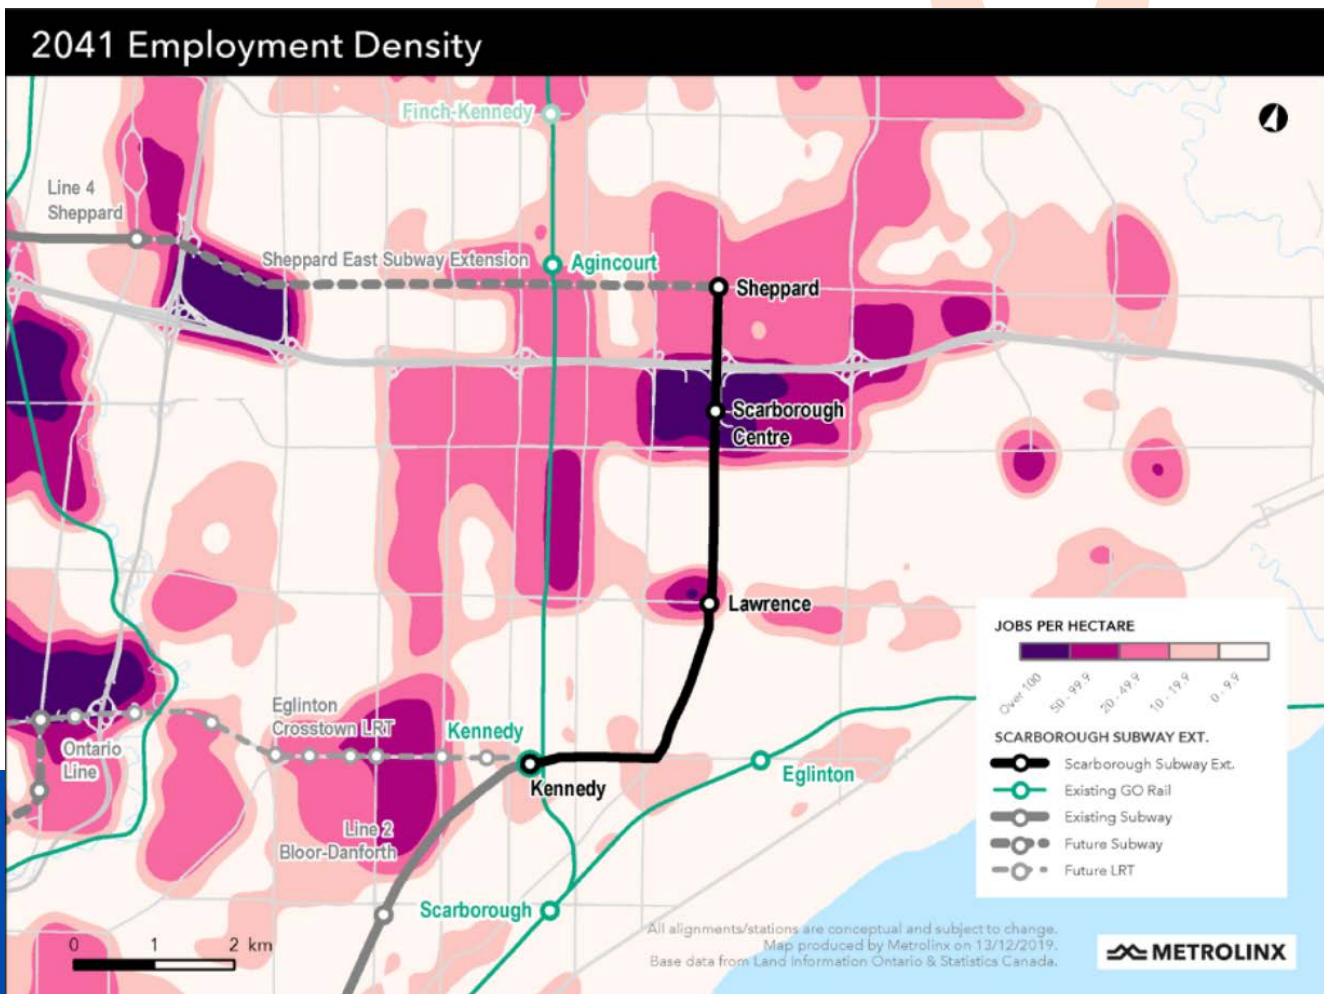 2041 Employment Density
Finch-Kennedy
Line 4
Sheppard
Sheppard East Subway Extension
Agincourt
Sheppard
Scarborough
Centre
Lawrence
Eglinton
Crosstown LRT
Kennedy
Ontario
Line
Kennedy
Eglinton
Line 2
Bloor-Danforth
Scarborough
0 1 2 km
JOBS PER HECTARE
Over 100
50 - 99.9
20 - 49.9
10 - 19.9
0 - 9.9
SCARBOROUGH SUBWAY EXT.
Scarborough Subway Ext.
Existing GO Rail
Existing Subway
Future Subway
Future LRT
All alignments/stations are conceptual and subject to change.
Map produced by Metrolinx on 13/12/2019.
Base data from Land Information Ontario & Statistics Canada.
METROLINX